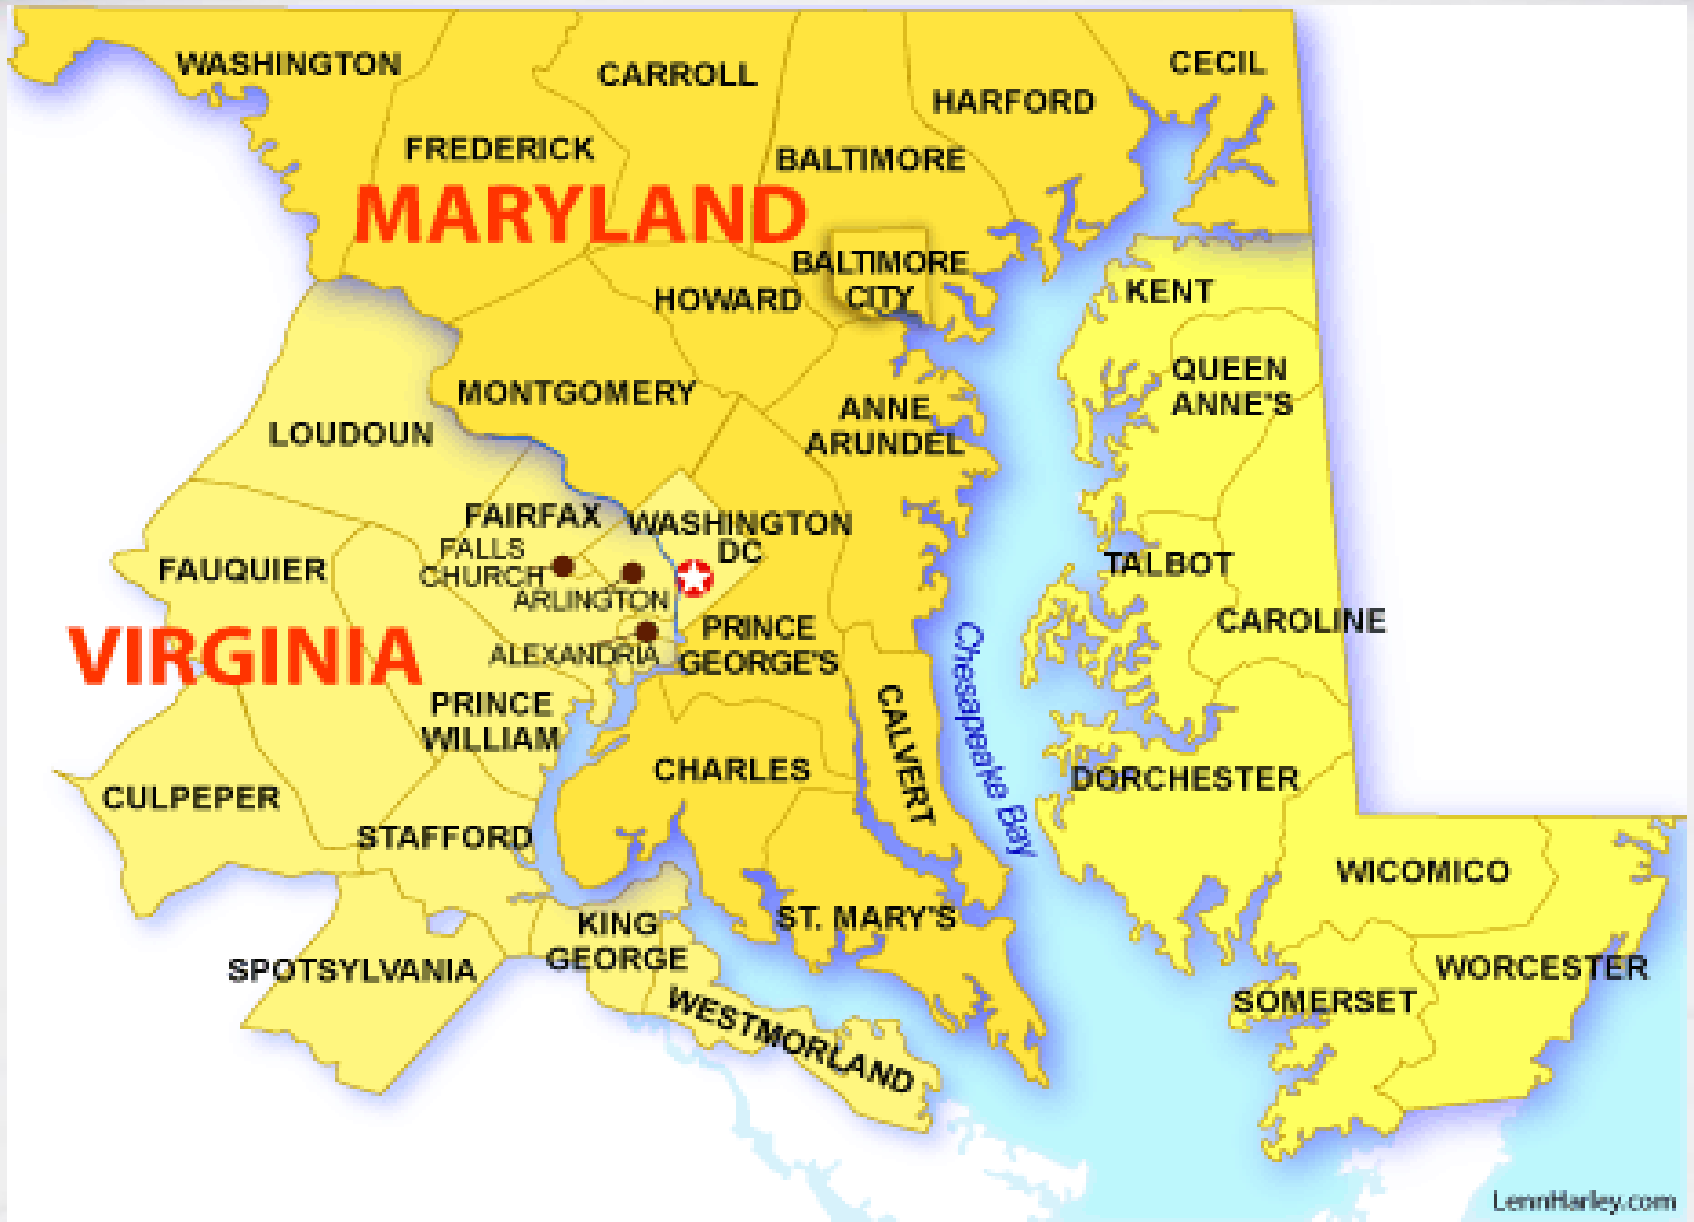 WASHINGTON
CARROLL
CECIL
HARFORD
FREDERICK
BALTIMORE
MARYLAND
BALTIMORE
CITY
HOWARD
KENT
QUEEN
ANNE'S
MONTGOMERY
ANNE
ARUNDEL
LOUDOUN
FAIRFAX
WASHINGTON
DC
FALLS
CHURCH
FAUQUIER
ARLINGTON
TALBOT
CAROLINE
VIRGINIA
ALEXANDRIA
PRINCE
GEORGE'S
Chesapeake Bay
PRINCE
WILLIAM
CALVERT
CHARLES
DORCHESTER
CULPEPER
STAFFORD
WICOMICO
ST. MARY'S
KING
GEORGE
SPOTSYLVANIA
WORCESTER
SOMERSET
WESTMORLAND
LennHarley.com